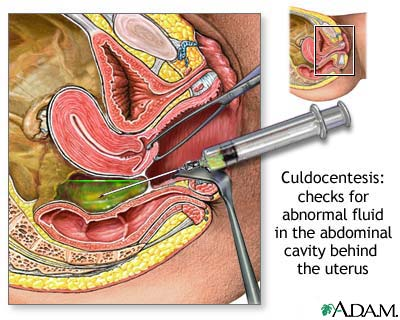 Culdocentesis:
checks for
abnormal fluid
in the abdominal
cavity behind
the uterus
A.D.A.M.